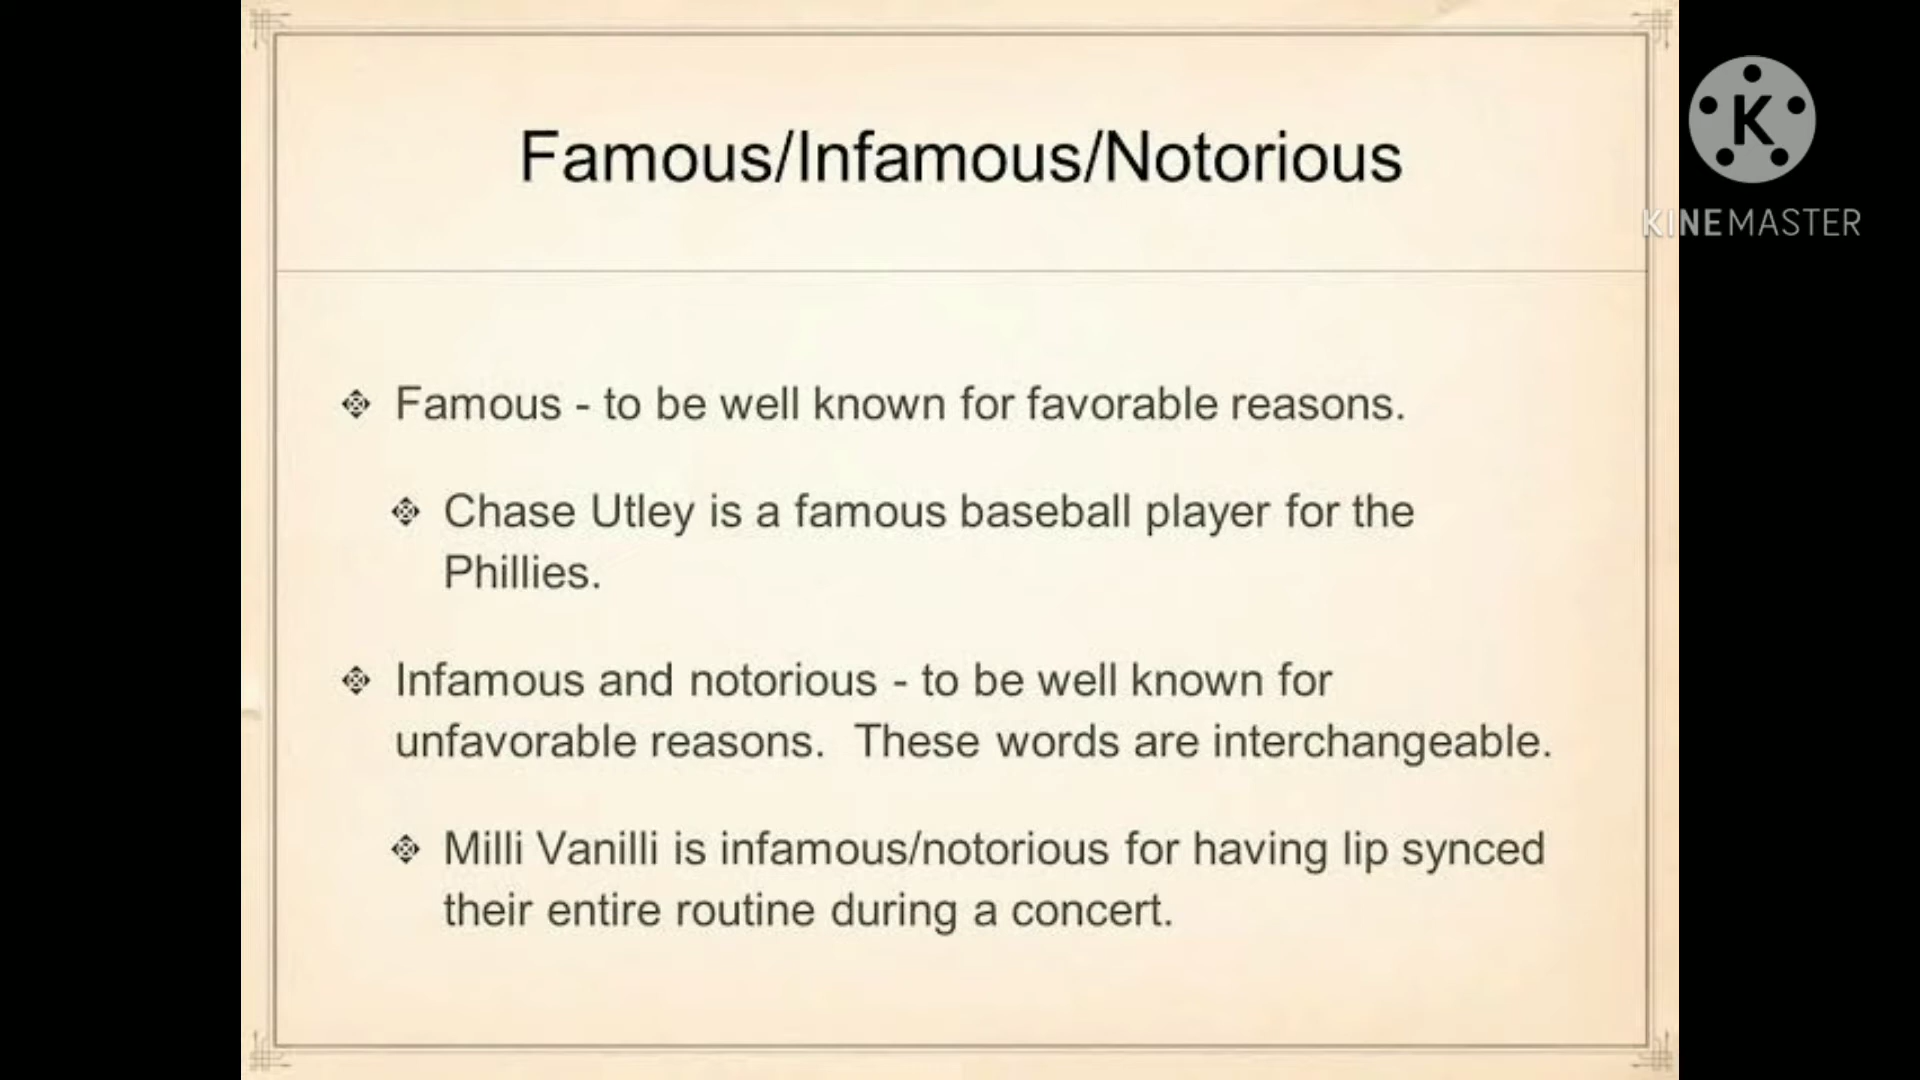 Famous/Infamous/Notorious
K
KINEMASTER
Famous - to be well known for favorable reasons.
Chase Utley is a famous baseball player for the
Phillies.
Infamous and notorious - to be well known for
unfavorable reasons.  These words are interchangeable.
Milli Vanilli is infamous/notorious for having lip synced
their entire routine during a concert.